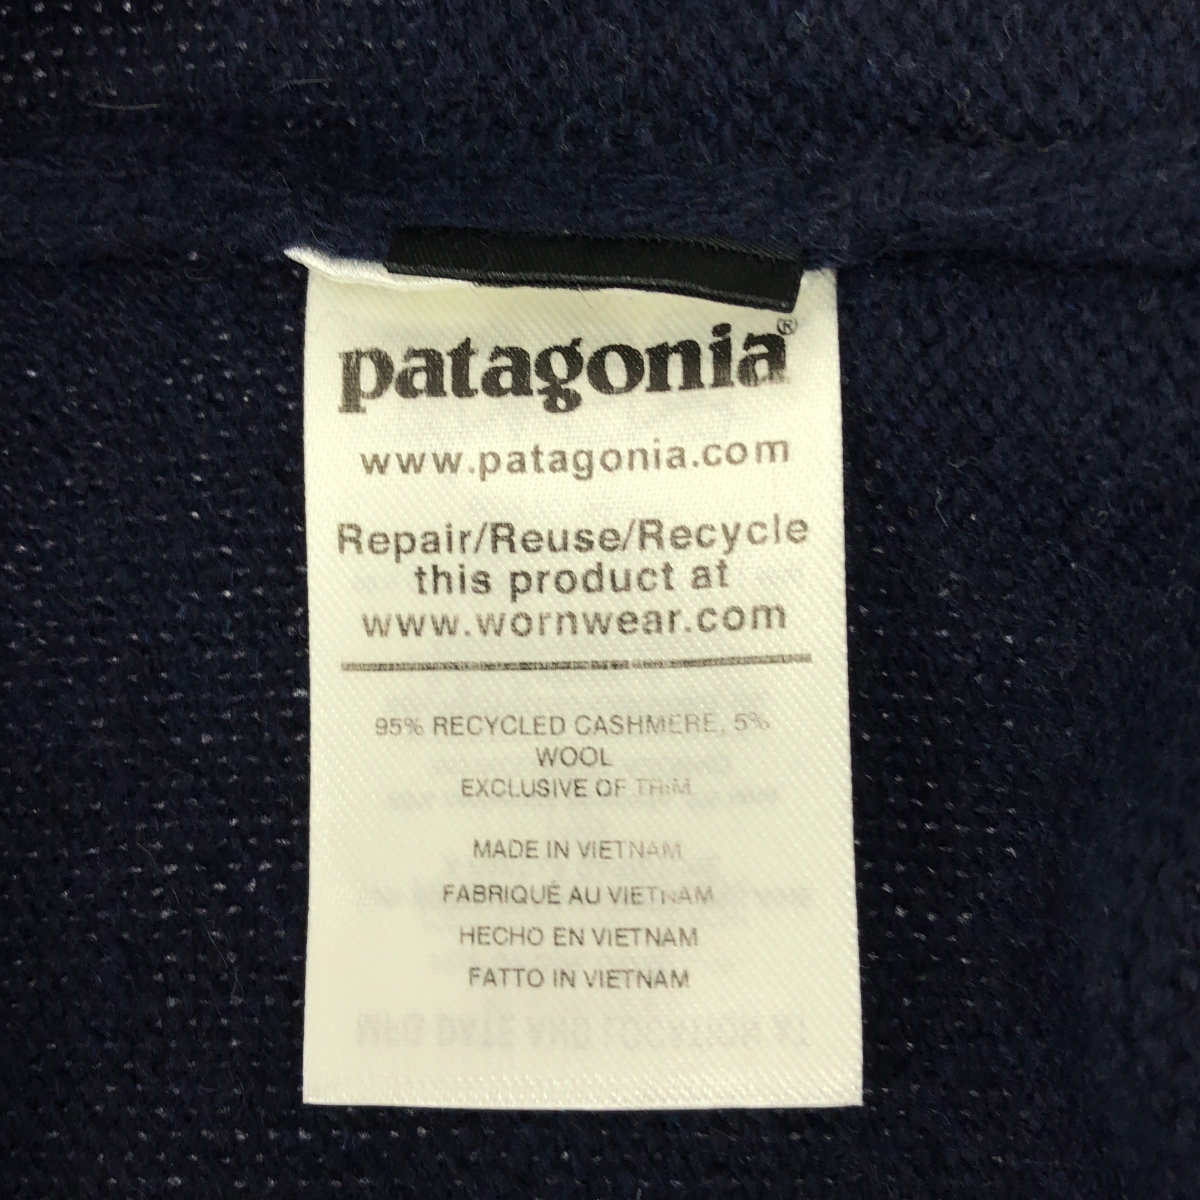 patagonia®
www.patagonia.com
Repair/Reuse/Recycle
this product at
www.wornwear.com
95% RECYCLED CASHMERE, 5%
WOOL
EXCLUSIVE OF TRIM
MADE IN VIETNAM
FABRIQUÉ AU VIETNAM
HECHO EN VIETNAM
FATTO IN VIETNAM